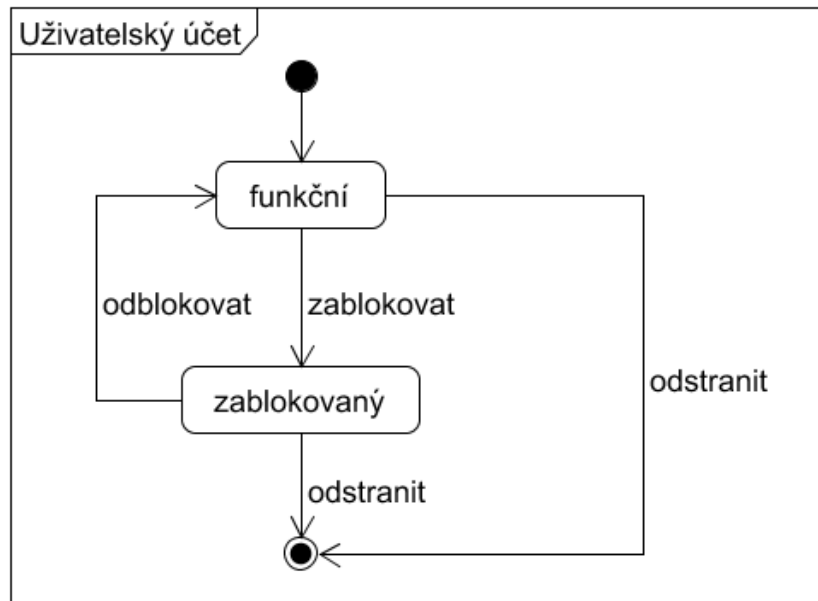 Uživatelský účet
funkční
odblokovat
zablokovat
zablokovaný
odstranit
odstranit